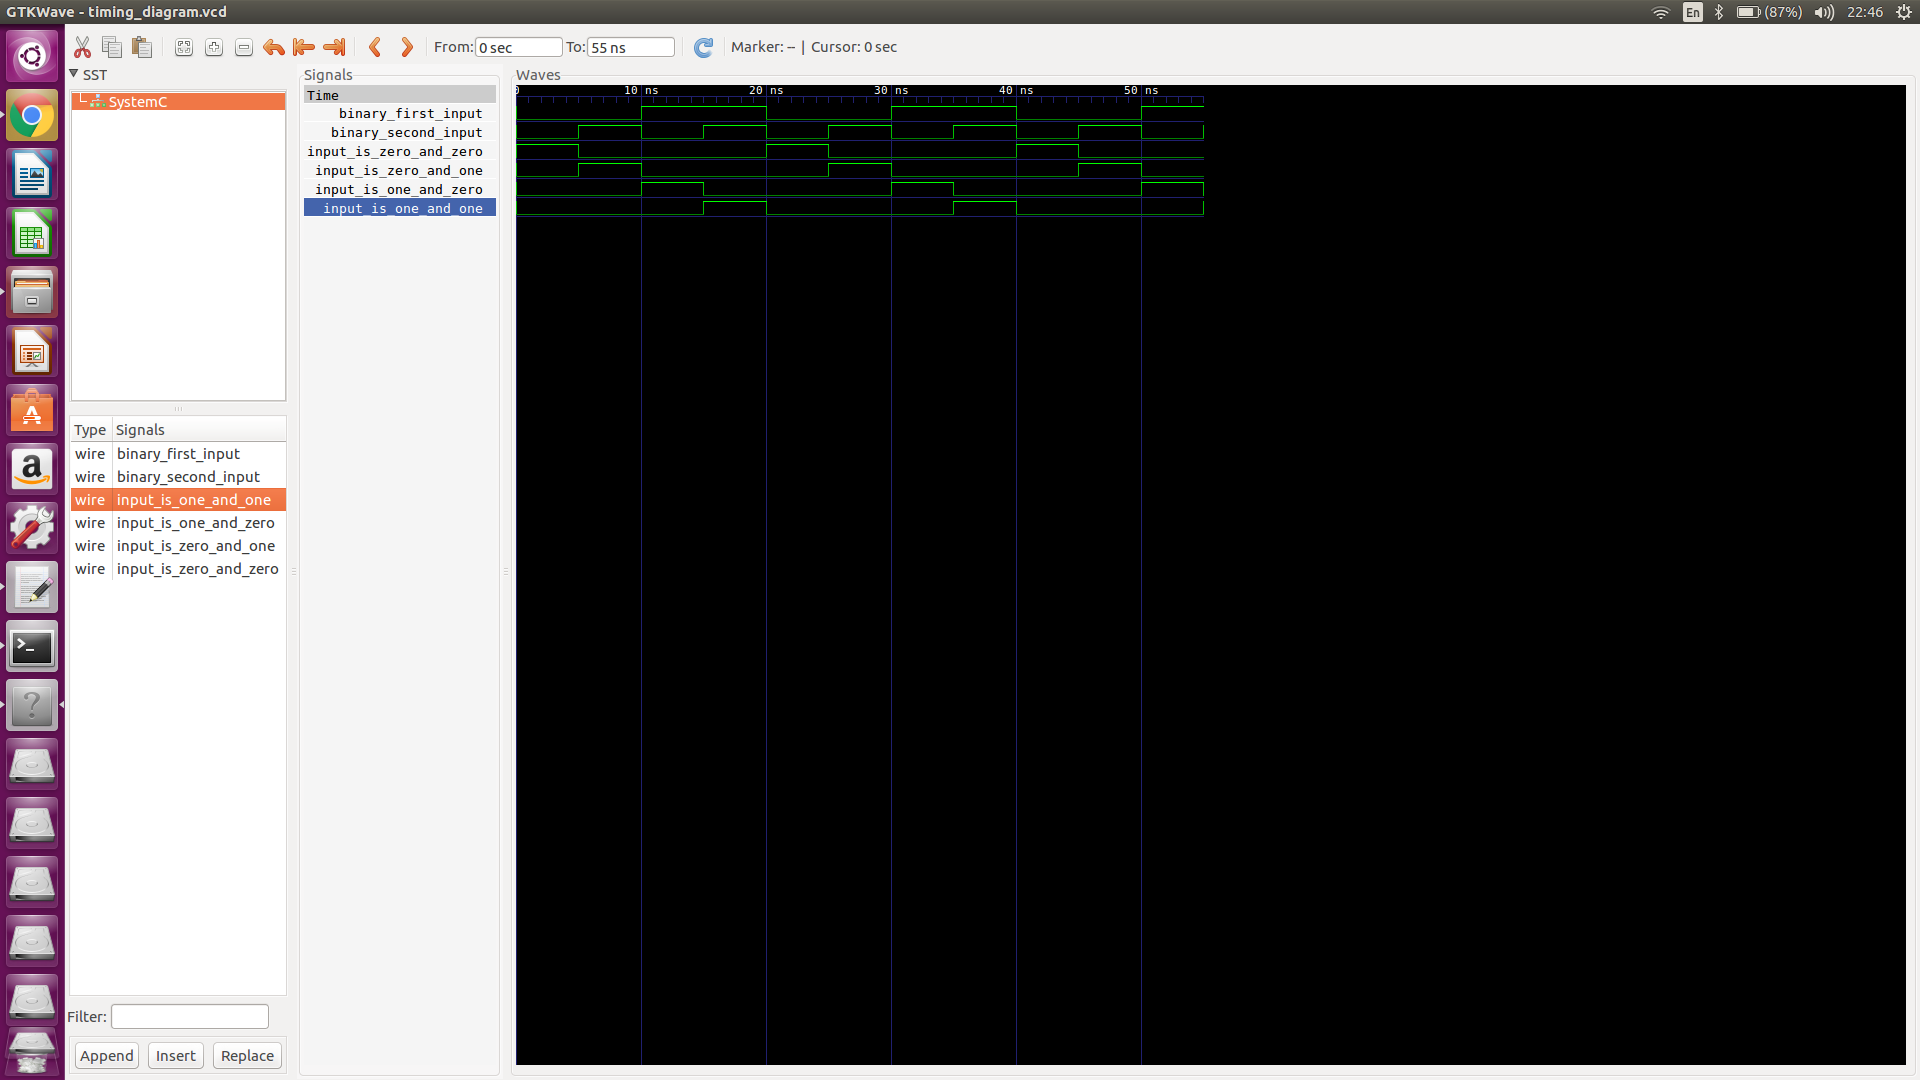 GTKWave - timing_diagram.vcd
En (87%) 22:46
From: 0 sec To: 55 ns Marker: -- | Cursor: 0 sec
SST
SystemC
Type Signals
wire binary_first_input
wire binary_second_input
wire input_is_one_and_one
wire input_is_one_and_zero
wire input_is_zero_and_one
wire input_is_zero_and_zero
Filter:
Append Insert Replace
Signals
Time
binary_first_input
binary_second_input
input_is_zero_and_zero
input_is_zero_and_one
input_is_one_and_zero
input_is_one_and_one
Waves
0 10 ns 20 ns 30 ns 40 ns 50 ns